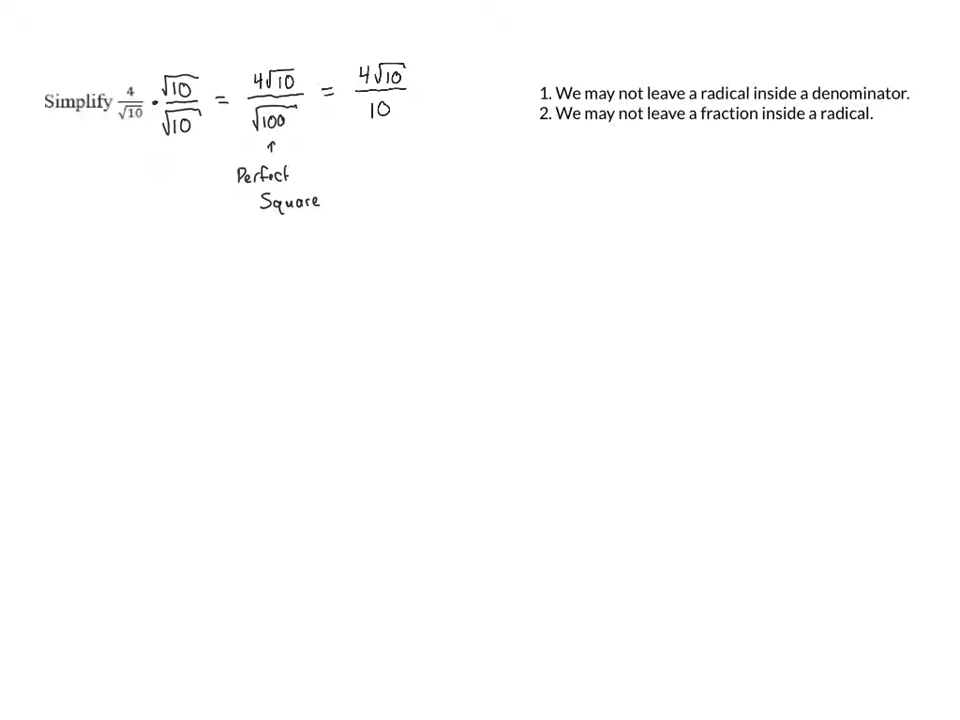 Simplify 4/√10 • √10/√10 = 4√10/√100 = 4√10/10
↑
Perfect
Square
1. We may not leave a radical inside a denominator.
2. We may not leave a fraction inside a radical.